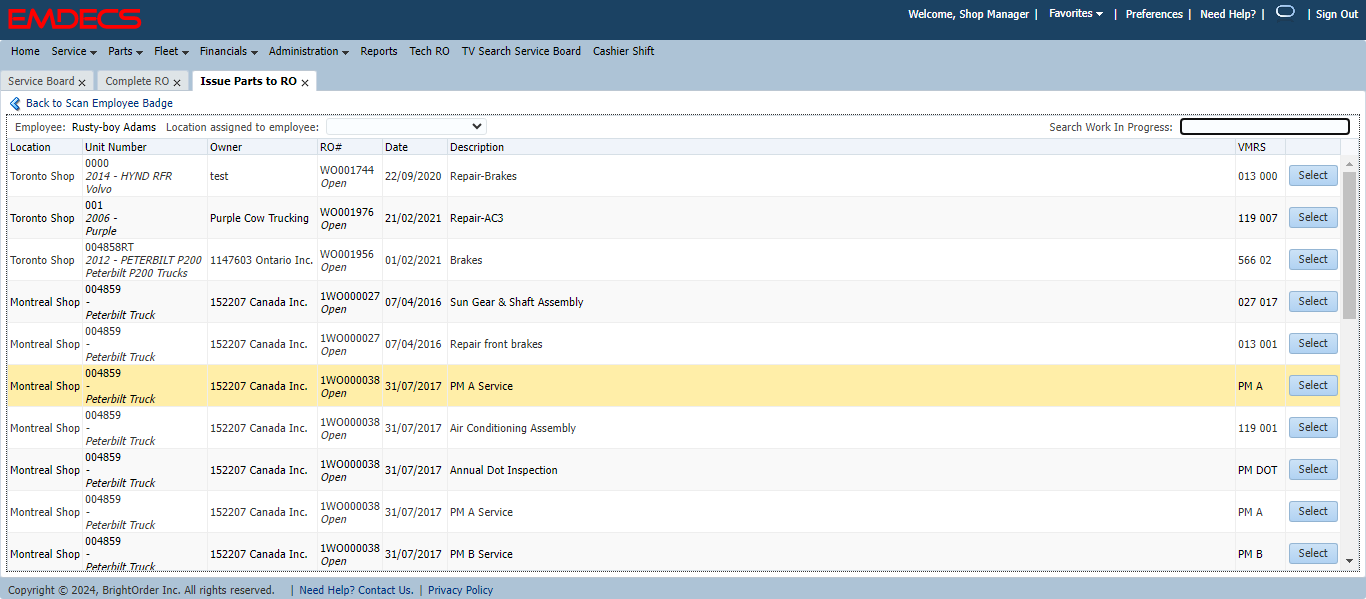 EMDECS
Welcome, Shop Manager | Favorites | Preferences | Need Help? | | Sign Out
Home Service Parts Fleet Financials Administration Reports Tech RO TV Search Service Board Cashier Shift
Service Board x Complete RO x Issue Parts to RO x
Back to Scan Employee Badge
Employee: Rusty-boy Adams Location assigned to employee: Search Work In Progress:
Location Unit Number Owner RO# Date Description VMRS
0000
Toronto Shop 2014 - HYND RFR test WO001744 22/09/2020 Repair-Brakes 013 000 Select
Volvo Open
001
Toronto Shop 2006 - Purple Cow Trucking WO001976 21/02/2021 Repair-AC3 119 007 Select
Purple Open
004858RT
Toronto Shop 2012 - PETERBILT P200 1147603 Ontario Inc. WO001956 01/02/2021 Brakes 566 02 Select
Peterbilt P200 Trucks Open
004859
Montreal Shop - 152207 Canada Inc. 1WO000027 07/04/2016 Sun Gear & Shaft Assembly 027 017 Select
Peterbilt Truck Open
004859
Montreal Shop - 152207 Canada Inc. 1WO000027 07/04/2016 Repair front brakes 013 001 Select
Peterbilt Truck Open
004859
Montreal Shop - 152207 Canada Inc. 1WO000038 31/07/2017 PM A Service PM A Select
Peterbilt Truck Open
004859
Montreal Shop - 152207 Canada Inc. 1WO000038 31/07/2017 Air Conditioning Assembly 119 001 Select
Peterbilt Truck Open
004859
Montreal Shop - 152207 Canada Inc. 1WO000038 31/07/2017 Annual Dot Inspection PM DOT Select
Peterbilt Truck Open
004859
Montreal Shop - 152207 Canada Inc. 1WO000038 31/07/2017 PM A Service PM A Select
Peterbilt Truck Open
004859
Montreal Shop - 152207 Canada Inc. 1WO000038 31/07/2017 PM B Service PM B Select
Peterbilt Truck Open
Copyright © 2024, BrightOrder Inc. All rights reserved. | Need Help? Contact Us. | Privacy Policy